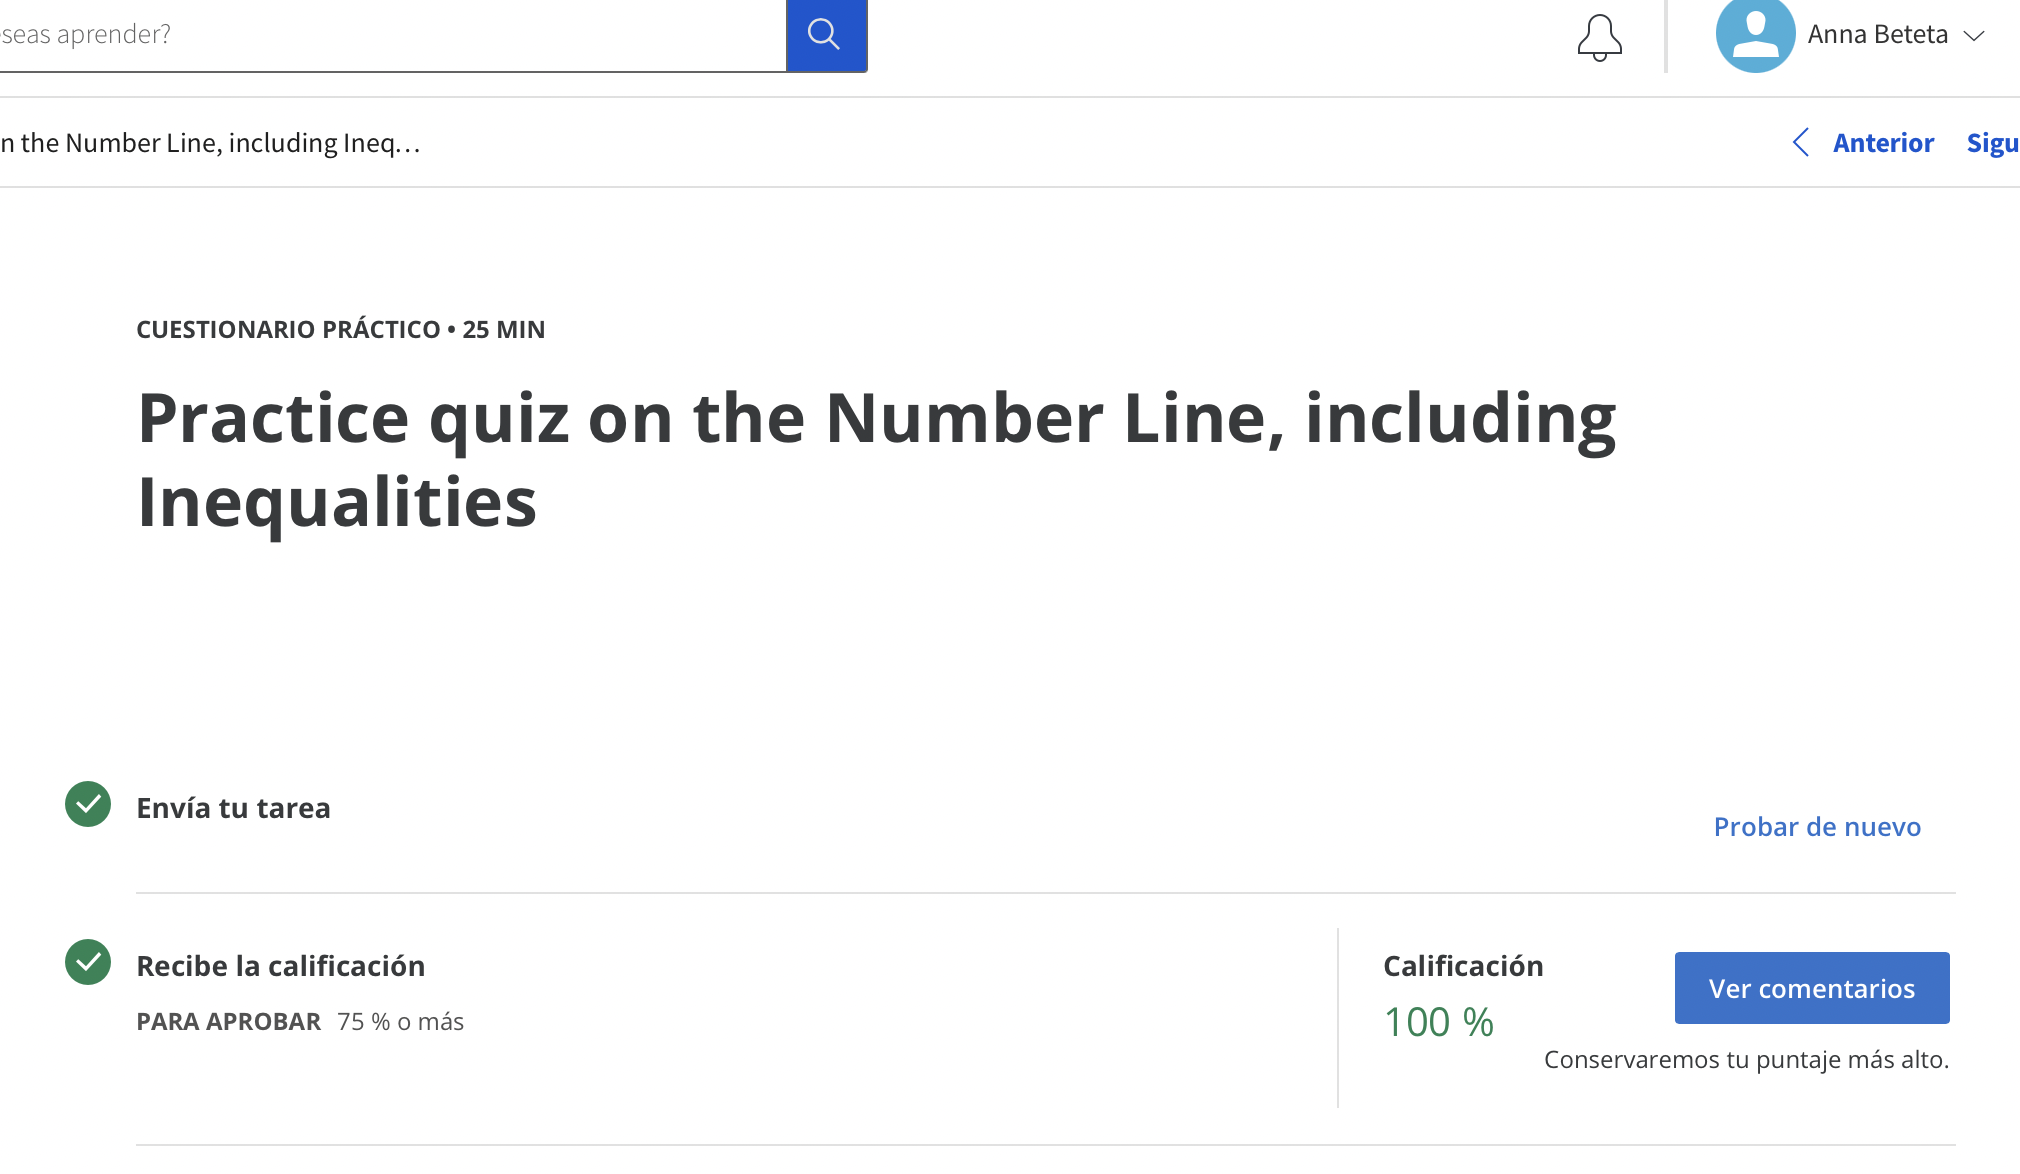 seas aprender?
Anna Beteta
n the Number Line, including Ineq...
Anterior
Sigu
CUESTIONARIO PRÁCTICO • 25 MIN
Practice quiz on the Number Line, including
Inequalities
Envía tu tarea
Probar de nuevo
Recibe la calificación
PARA APROBAR 75 % o más
Calificación
100 %
Ver comentarios
Conservaremos tu puntaje más alto.